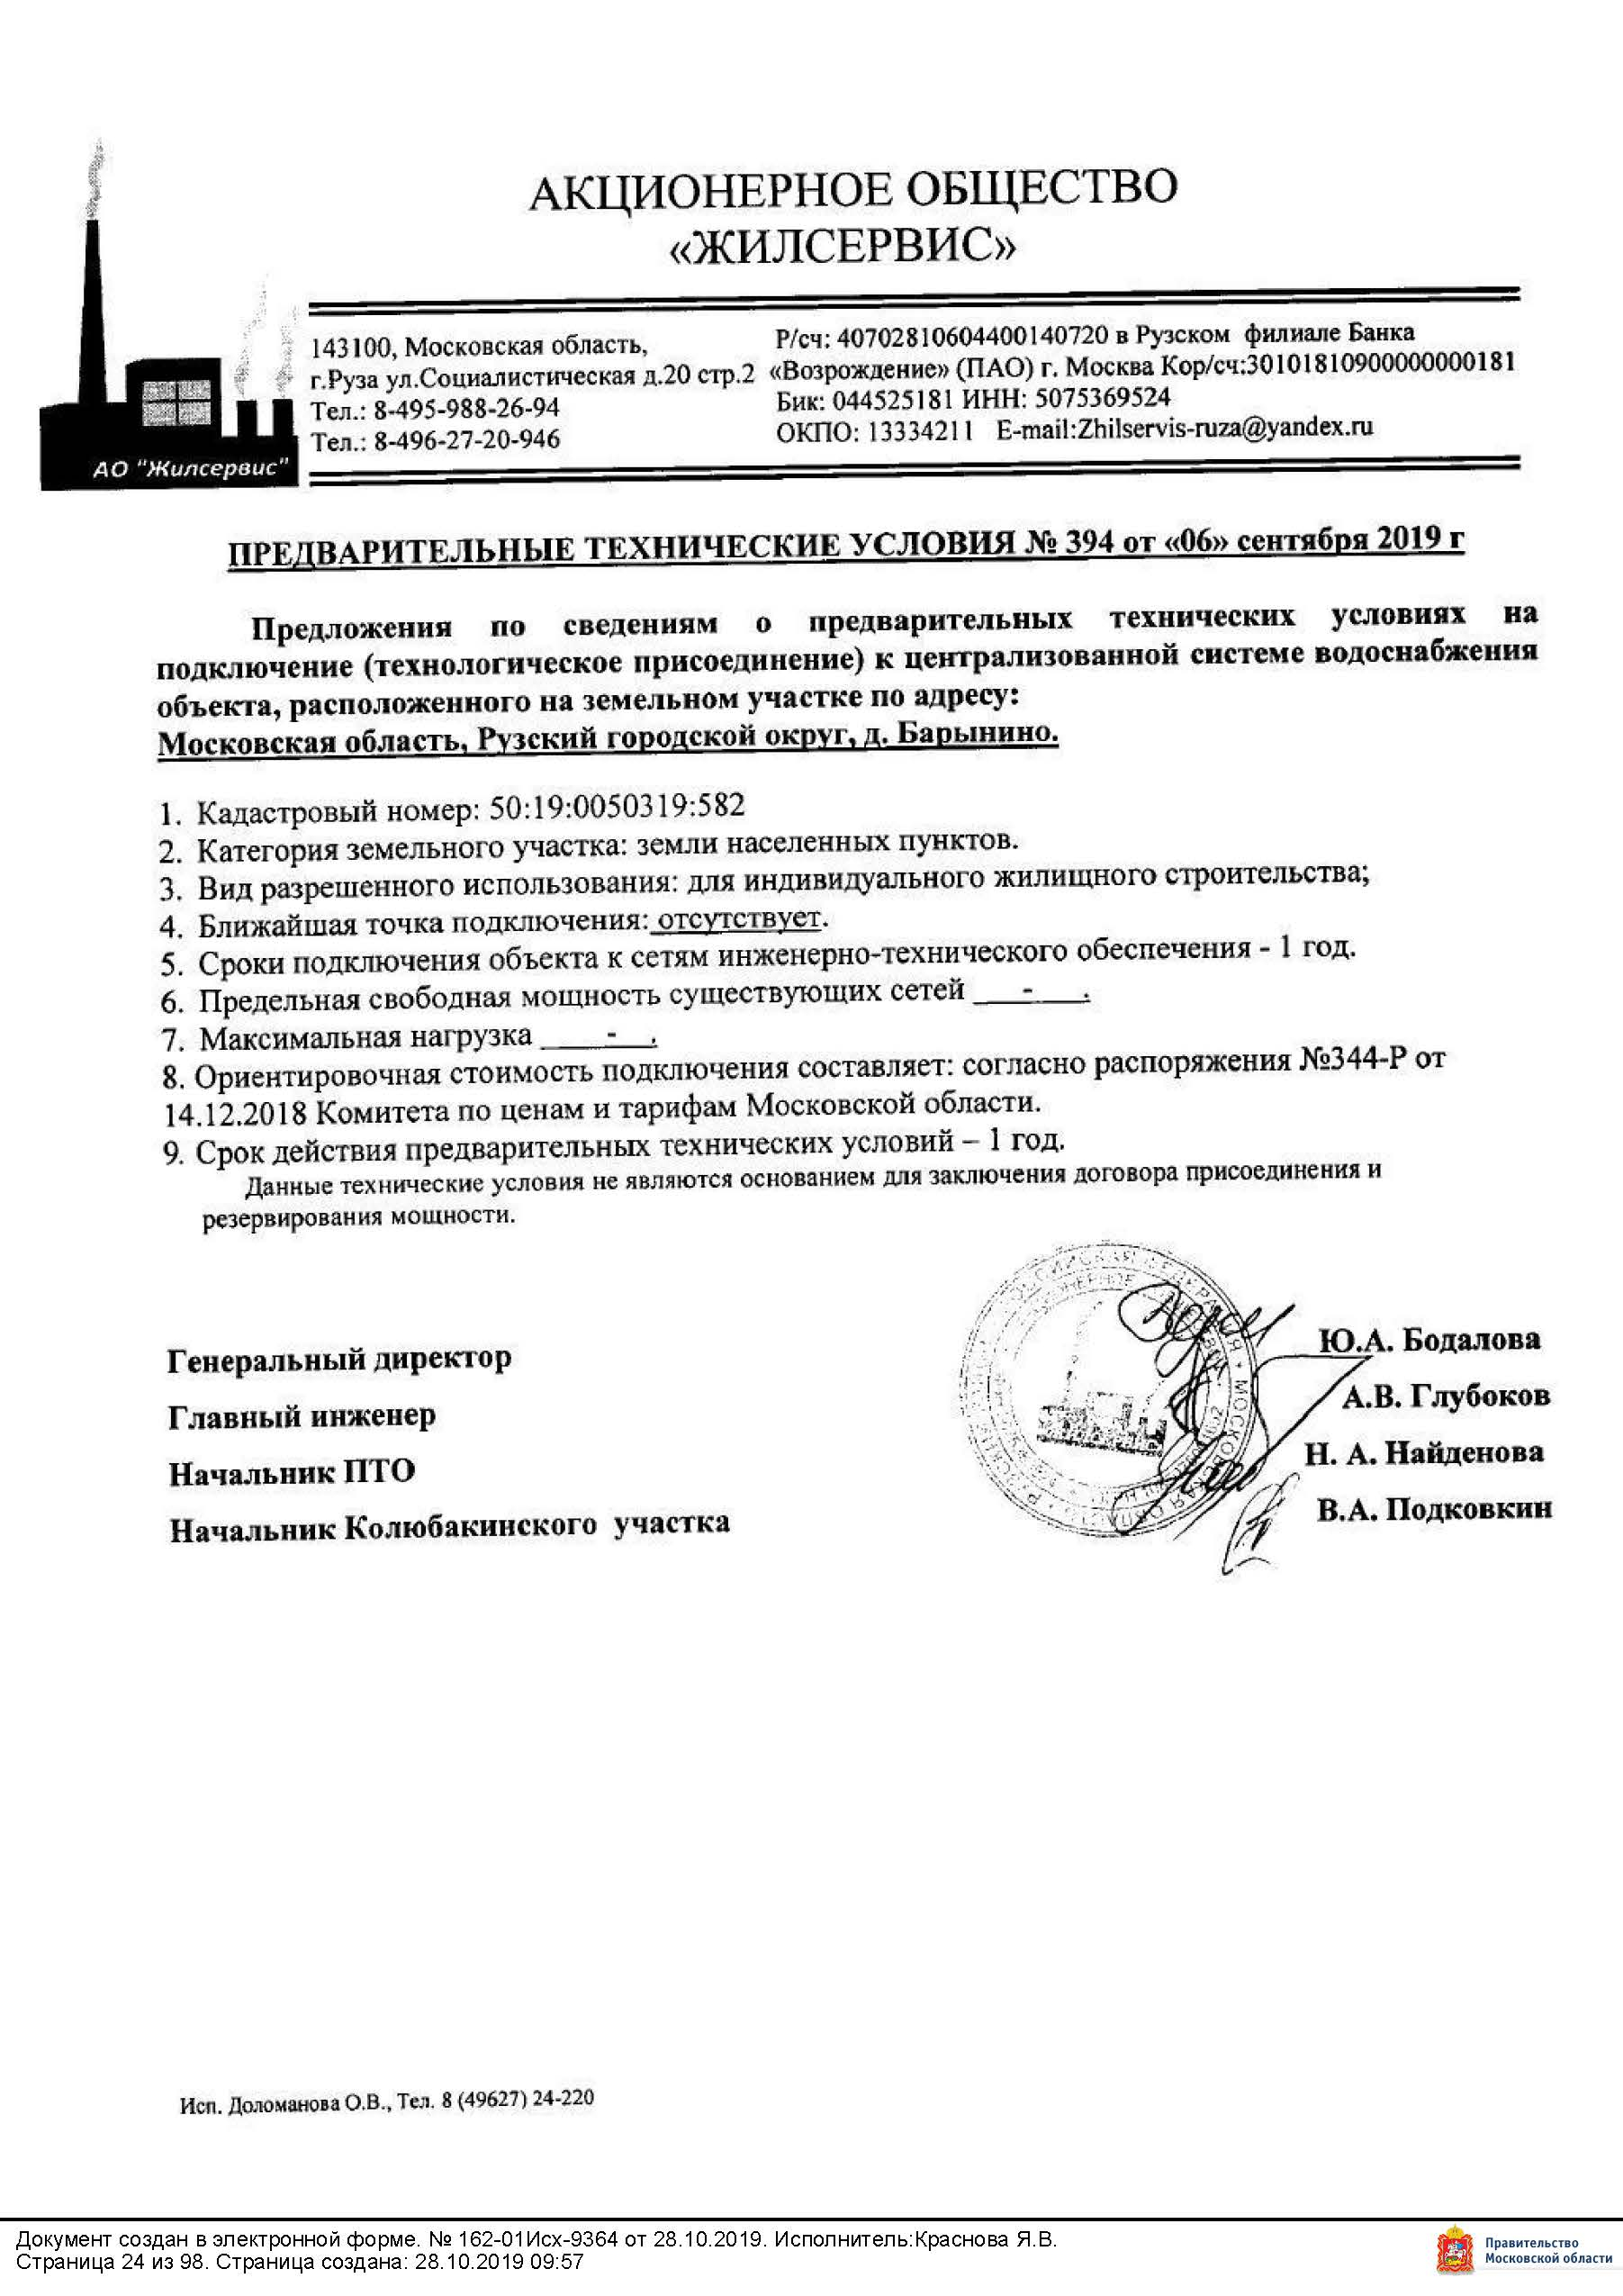 АКЦИОНЕРНОЕ ОБЩЕСТВО
«ЖИЛСЕРВИС»
143100, Московская область,
г.Руза ул.Социалистическая д.20 стр.2
Тел.: 8-495-988-26-94
Тел.: 8-496-27-20-946
Р/сч: 40702810604400140720 в Рузском филиале Банка
«Возрождение» (ПАО) г. Москва Кор/сч:30101810900000000181
Бик: 044525181 ИНН: 5075369524
ОКПО: 13334211 E-mail:Zhilservis-ruza@yandex.ru
АО "Жилсервис"
ПРЕДВАРИТЕЛЬНЫЕ ТЕХНИЧЕСКИЕ УСЛОВИЯ № 394 от «06» сентября 2019 г
Предложения по сведениям о предварительных технических условиях на
подключение (технологическое присоединение) к централизованной системе водоснабжения
объекта, расположенного на земельном участке по адресу:
Московская область, Рузский городской округ, д. Барынино.
1. Кадастровый номер: 50:19:0050319:582
2. Категория земельного участка: земли населенных пунктов.
3. Вид разрешенного использования: для индивидуального жилищного строительства;
4. Ближайшая точка подключения: отсутствует.
5. Сроки подключения объекта к сетям инженерно-технического обеспечения - 1 год.
6. Предельная свободная мощность существующих сетей ___-___.
7. Максимальная нагрузка ____-__.
8. Ориентировочная стоимость подключения составляет: согласно распоряжения №344-Р от
14.12.2018 Комитета по ценам и тарифам Московской области.
9. Срок действия предварительных технических условий – 1 год.
Данные технические условия не являются основанием для заключения договора присоединения и
резервирования мощности.
Генеральный директор Ю.А. Бодалова
Главный инженер А.В. Глубоков
Начальник ПТО Н. А. Найденова
Начальник Колюбакинского участка В.А. Подковкин
Исп. Доломанова О.В., Тел. 8 (49627) 24-220
Документ создан в электронной форме. № 162-01Исх-9364 от 28.10.2019. Исполнитель:Краснова Я.В.
Страница 24 из 98. Страница создана: 28.10.2019 09:57
Правительство
Московской области